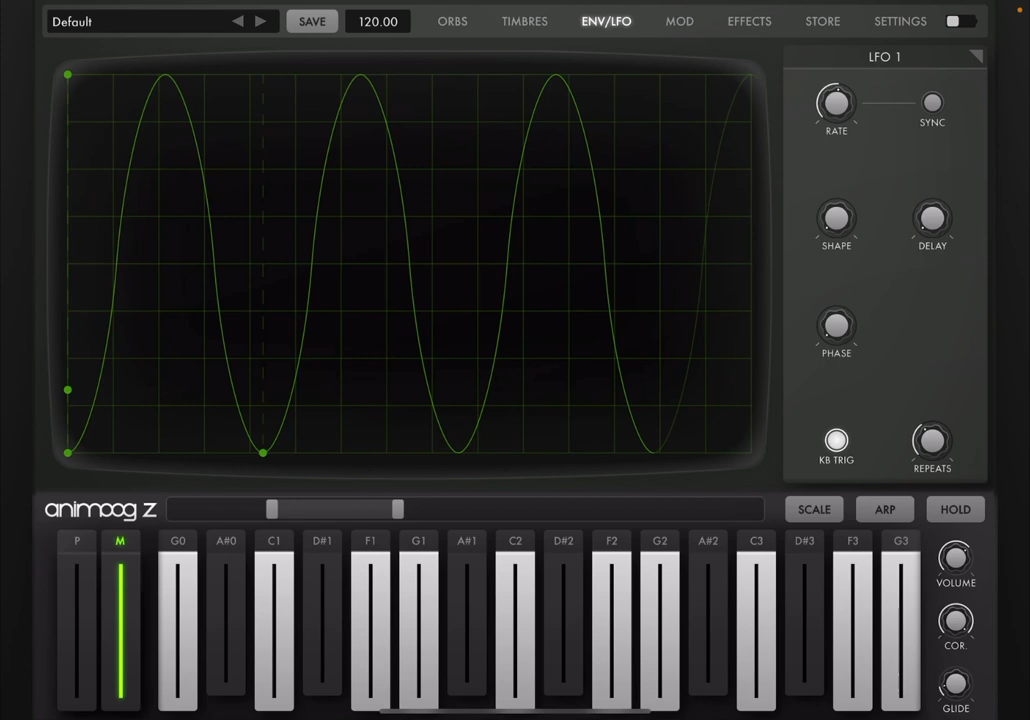 Default SAVE 120.00 ORBS TIMBRES ENV/LFO MOD EFFECTS STORE SETTINGS
LFO 1
RATE SYNC
SHAPE DELAY
PHASE
KB TRIG REPEATS
animoog z SCALE ARP HOLD
P M G0 A#0 C1 D#1 F1 G1 A#1 C2 D#2 F2 G2 A#2 C3 D#3 F3 G3
VOLUME
COR.
GLIDE